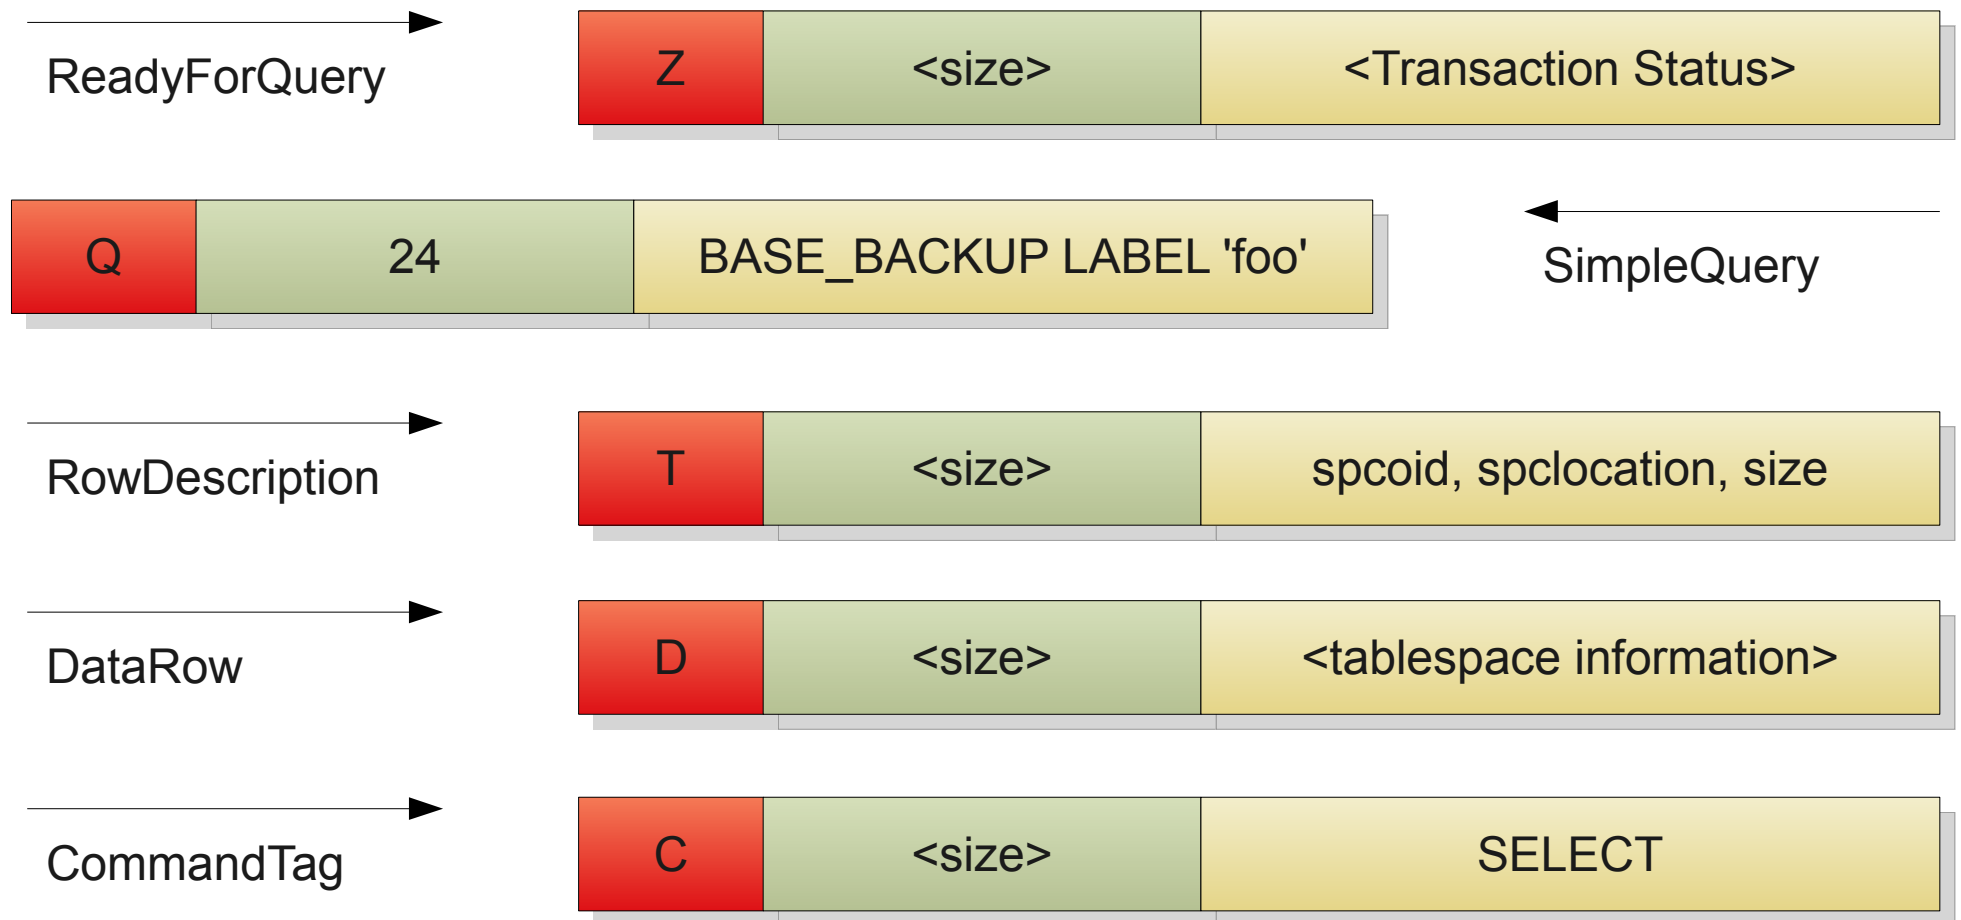 ReadyForQuery
Z
<size>
<Transaction Status>
Q
24
BASE_BACKUP LABEL 'foo'
SimpleQuery
RowDescription
T
<size>
spcoid, spclocation, size
DataRow
D
<size>
<tablespace information>
CommandTag
C
<size>
SELECT